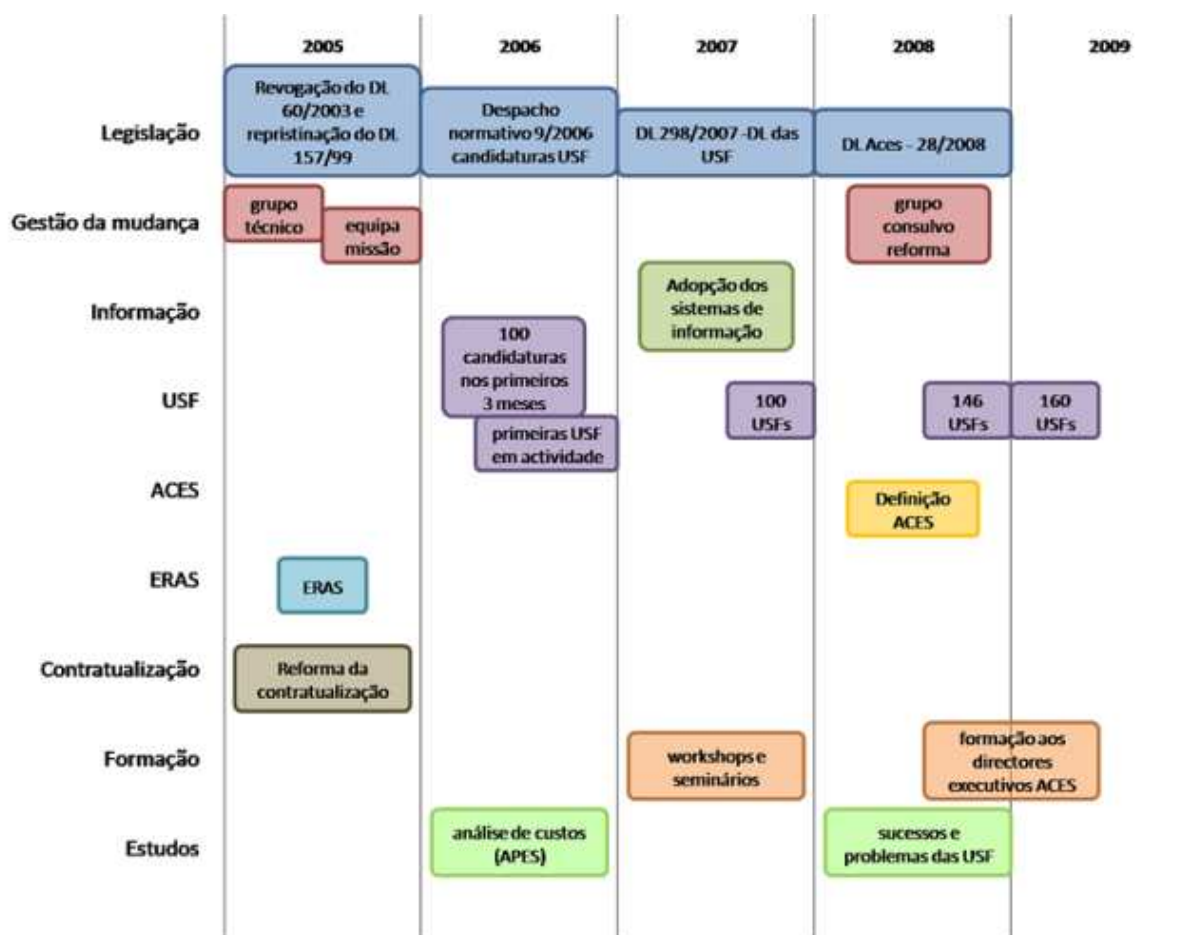 2005
2006
2007
2008
2009
Legislação
Revogação do DL
60/2003 e
repristinação do DL
157/99
Despacho
normativo 9/2006
candidaturas USF
DL 298/2007 -DL das
USF
DL Aces - 28/2008
Gestão da mudança
grupo
técnico
equipa
missão
grupo
consulvo
reforma
Informação
Adopção dos
sistemas de
informação
USF
100
candidaturas
nos primeiros
3 meses
primeiras USF
em actividade
100
USFs
146
USFs
160
USFs
ACES
Definição
ACES
ERAS
ERAS
Contratualização
Reforma da
contratualização
Formação
workshops e
seminários
formação aos
directores
executivos ACES
Estudos
análise de custos
(APES)
sucessos e
problemas das USF